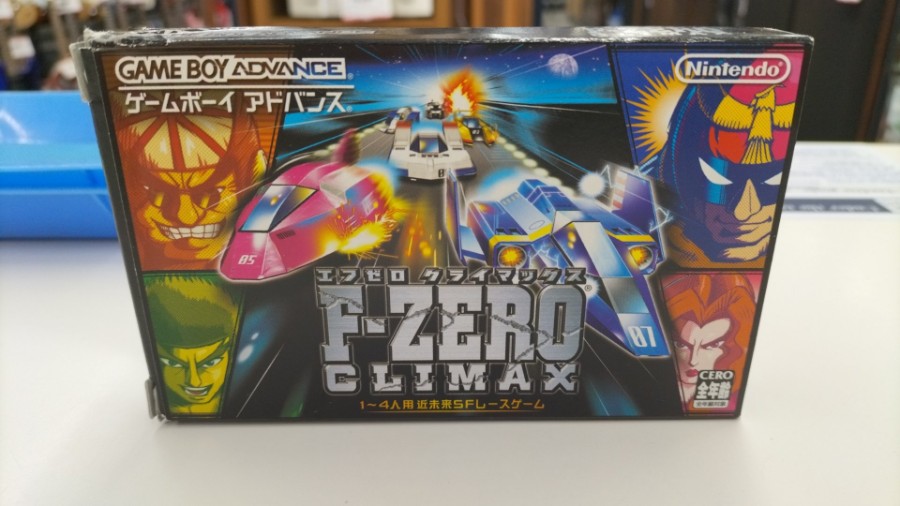 GAME BOY ADVANCE
ゲームボーイ アドバンス
Nintendo
05
エフゼロ クライマックス
F-ZERO
CLIMAX
07
1〜4人用 近未来SFレースゲーム
CERO
全年齢